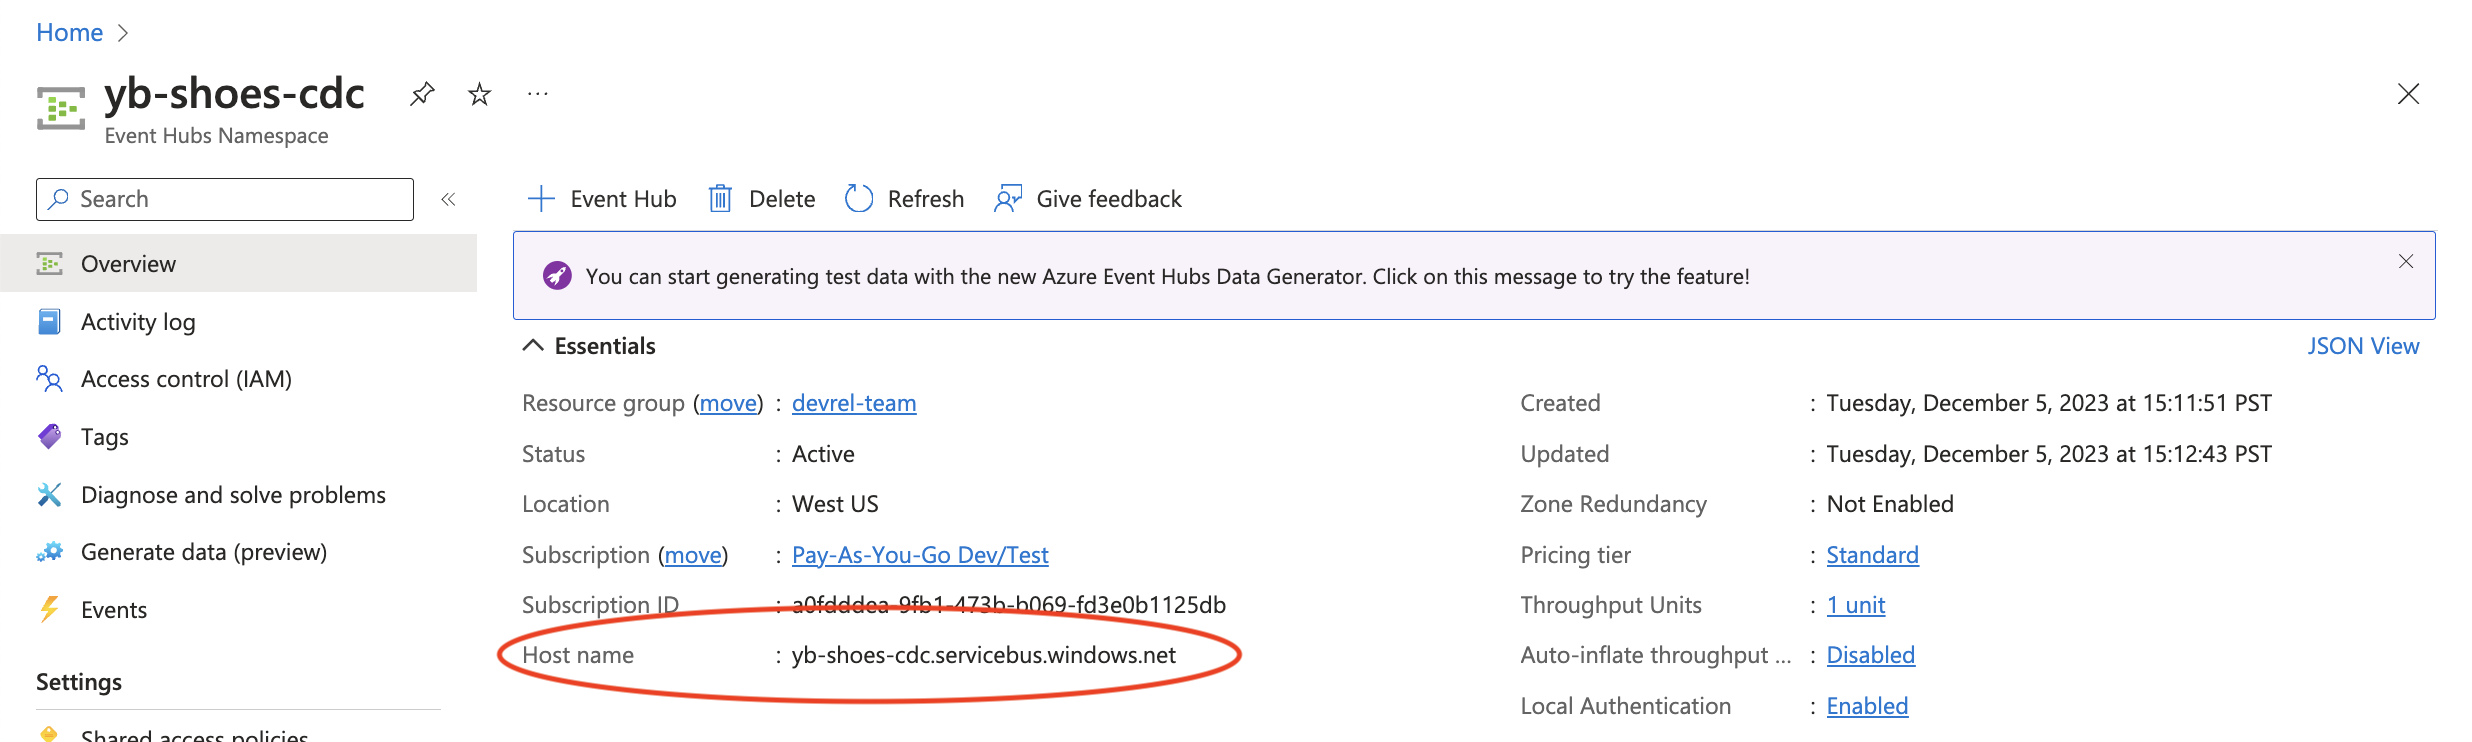 Home
yb-shoes-cdc
Event Hubs Namespace
Search
Overview
Activity log
Access control (IAM)
Tags
Diagnose and solve problems
Generate data (preview)
Events
Settings
Shared access policies
Event Hub Delete Refresh Give feedback
You can start generating test data with the new Azure Event Hubs Data Generator. Click on this message to try the feature!
Essentials
JSON View
Resource group (move) : devrel-team
Status : Active
Location : West US
Subscription (move) : Pay-As-You-Go Dev/Test
Subscription ID : a0fdddea-9fb1-473b-b069-fd3e0b1125db
Host name : yb-shoes-cdc.servicebus.windows.net
Created : Tuesday, December 5, 2023 at 15:11:51 PST
Updated : Tuesday, December 5, 2023 at 15:12:43 PST
Zone Redundancy : Not Enabled
Pricing tier : Standard
Throughput Units : 1 unit
Auto-inflate throughput ... : Disabled
Local Authentication : Enabled